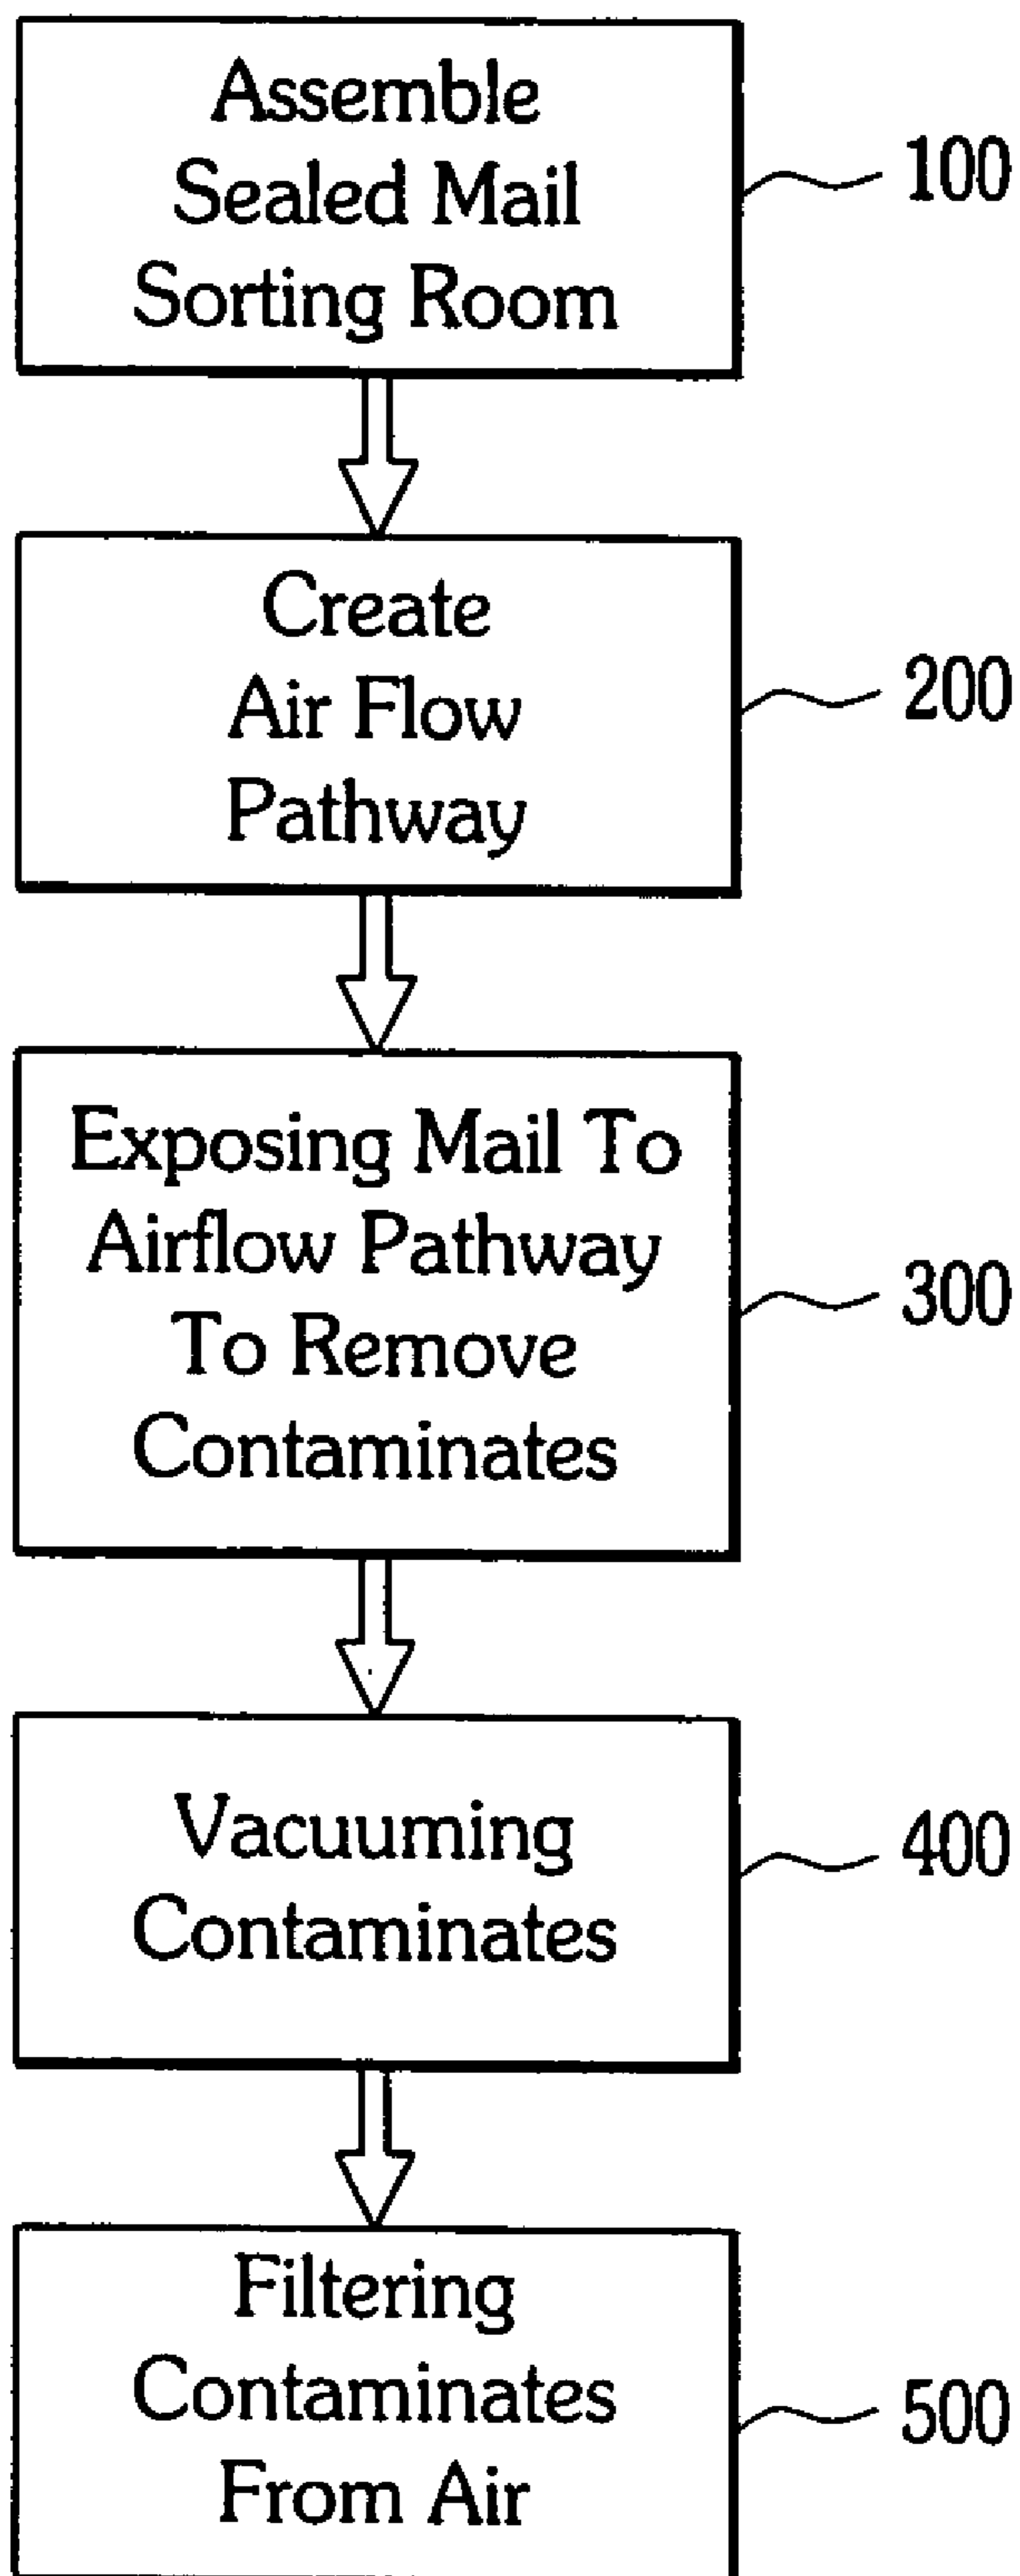 Assemble
Sealed Mail
Sorting Room
100
Create
Air Flow
Pathway
200
Exposing Mail To
Airflow Pathway
To Remove
Contaminates
300
Vacuuming
Contaminates
400
Filtering
Contaminates
From Air
500